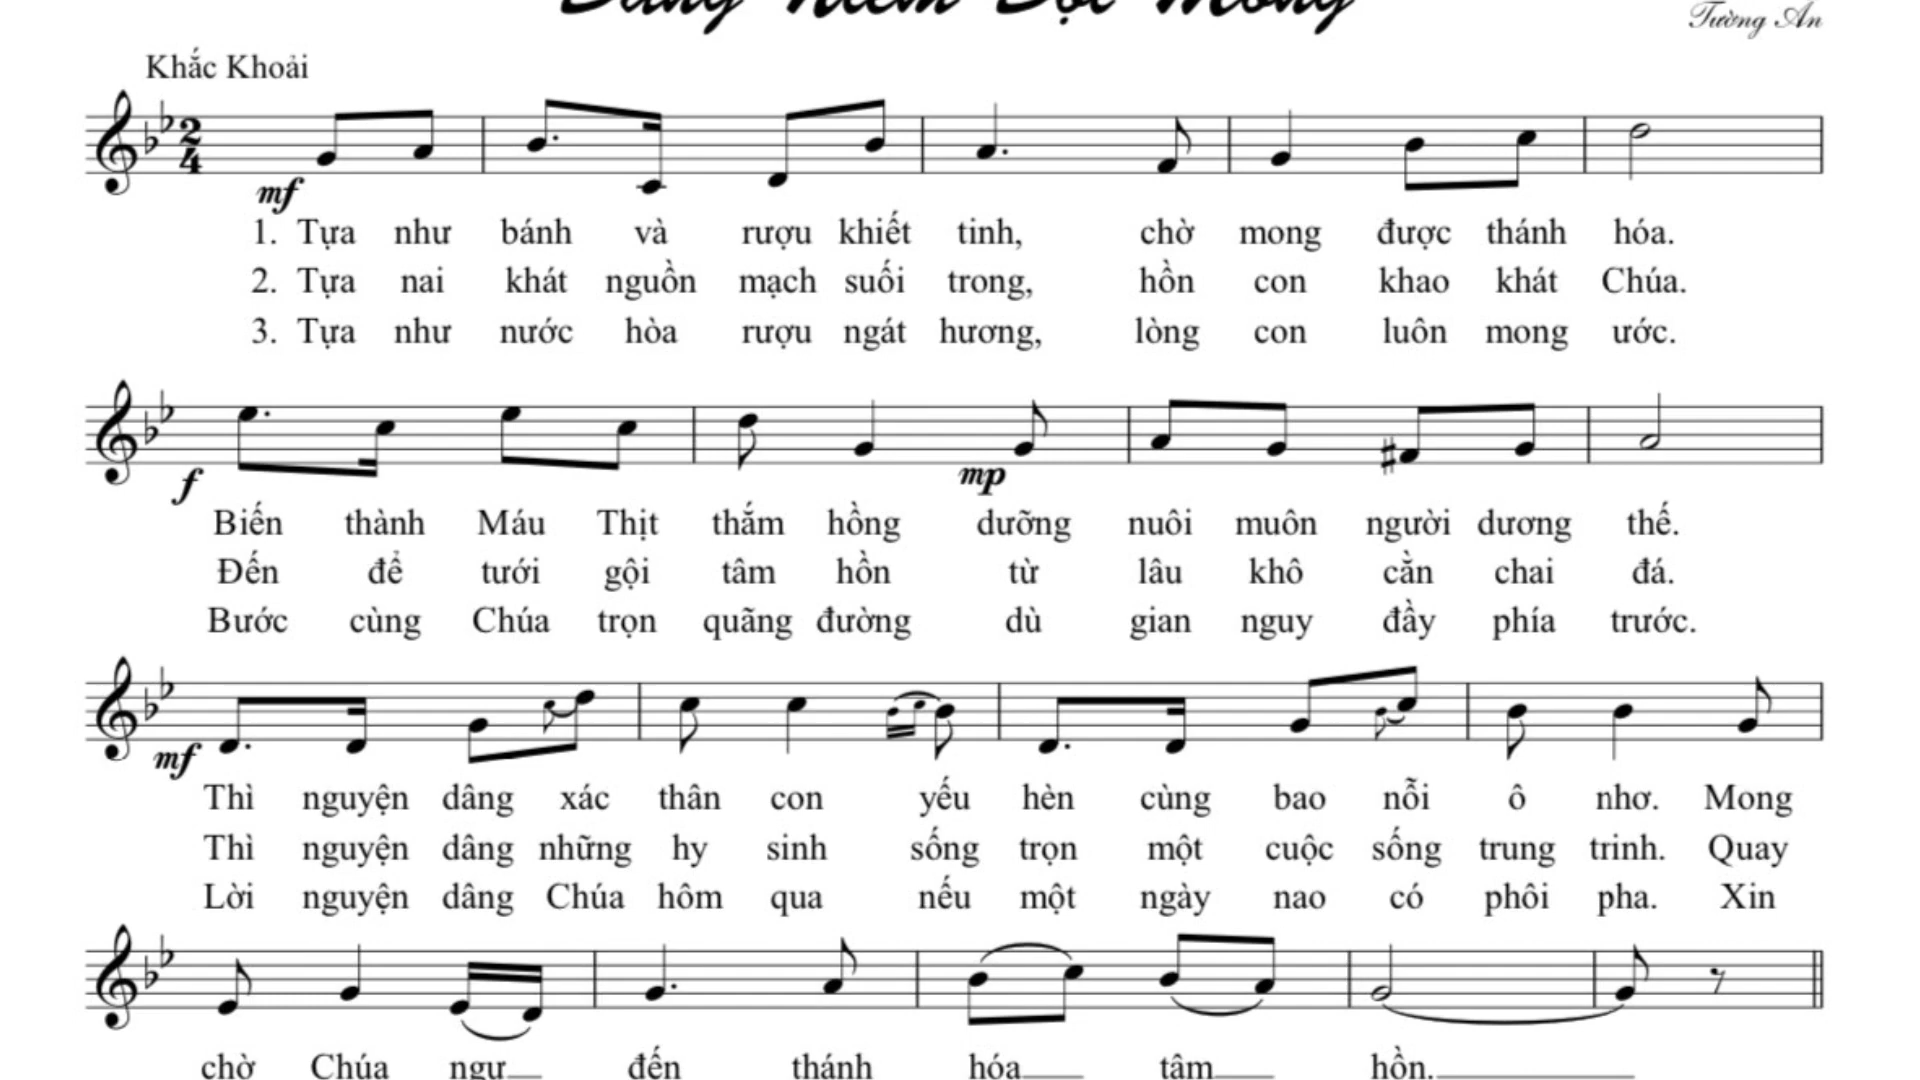 Dâng Niềm Đợi Mong
Tường An
Khắc Khoải
2
4
mf
1. Tựa như bánh và rượu khiết tinh, chờ mong được thánh hóa.
2. Tựa nai khát nguồn mạch suối trong, hồn con khao khát Chúa.
3. Tựa như nước hòa rượu ngát hương, lòng con luôn mong ước.
f mp
Biến thành Máu Thịt thắm hồng dưỡng nuôi muôn người dương thế.
Đến để tưới gội tâm hồn từ lâu khô cằn chai đá.
Bước cùng Chúa trọn quãng đường dù gian nguy đầy phía trước.
mf
Thì nguyện dâng xác thân con yếu hèn cùng bao nỗi ô nhơ. Mong
Thì nguyện dâng những hy sinh sống trọn một cuộc sống trung trinh. Quay
Lời nguyện dâng Chúa hôm qua nếu một ngày nao có phôi pha. Xin
chờ Chúa ngự đến thánh hóa tâm hồn.